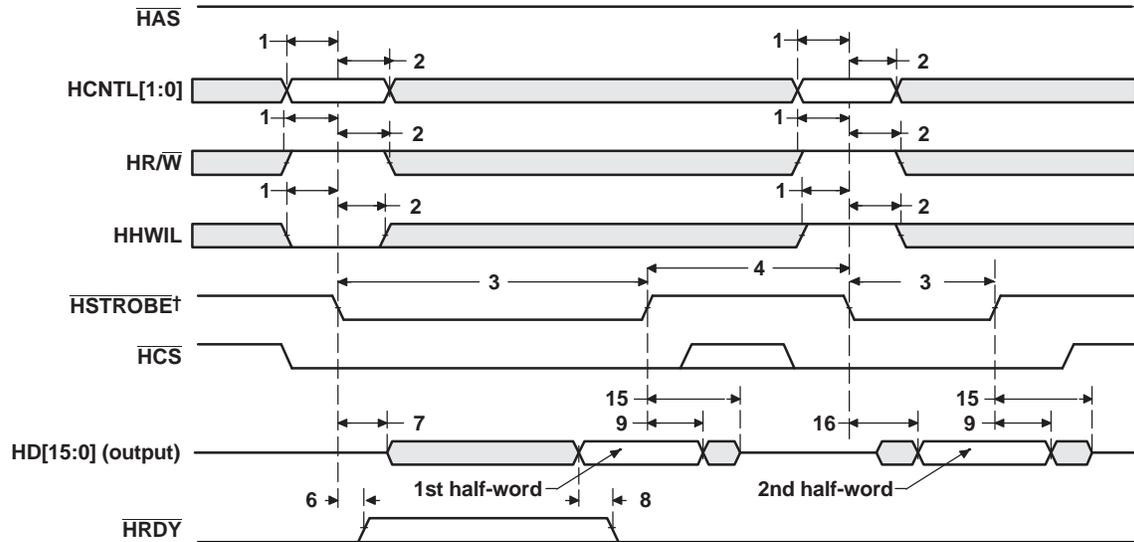 HAS
1
2
1
2
HCNTL[1:0]
1
2
1
2
HR/W
1
2
1
2
HHWIL
3
4
3
HSTROBE†
HCS
15
15
7
9
16
9
HD[15:0] (output)
1st half-word
2nd half-word
6
8
HRDY